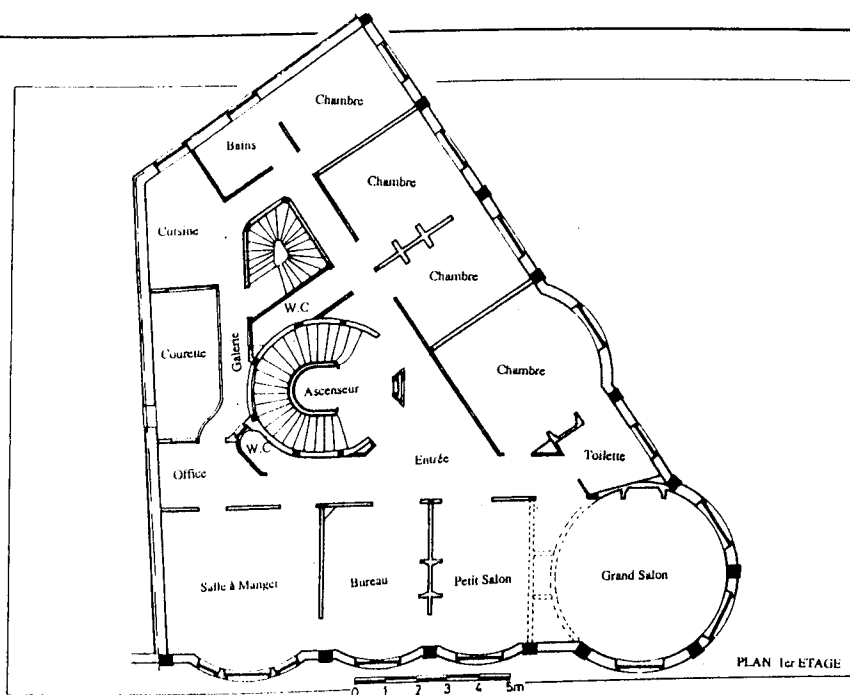 Chambre
Bains
Chambre
Cuisine
Chambre
W.C
Courette
Galerie
Ascenseur
Chambre
W.C
Entrée
Office
Toilette
Salle à Manger
Bureau
Petit Salon
Grand Salon
PLAN 1er ETAGE
0 1 2 3 4 5m